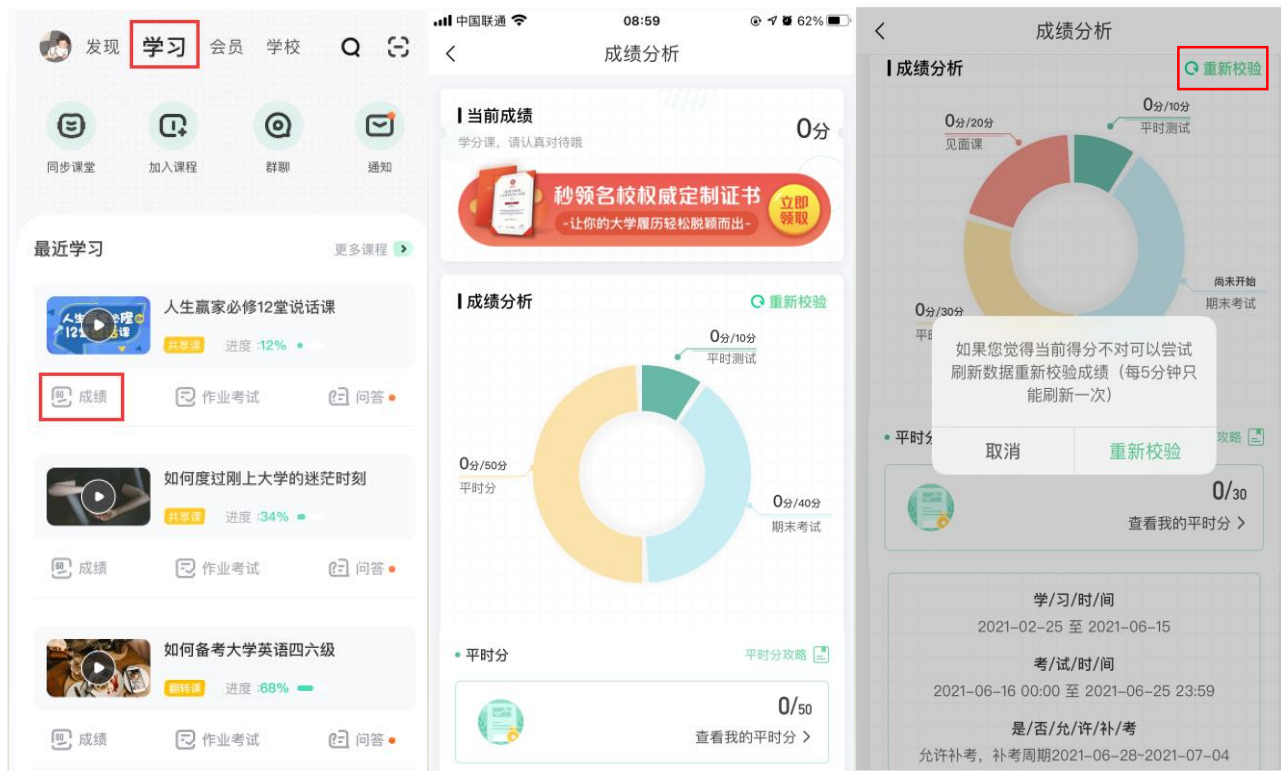 发现
学习
会员
学校
同步课堂
加入课程
群聊
通知
最近学习
更多课程
人生赢家必修12堂说话课
共享课
进度:12%
成绩
作业考试
问答
如何度过刚上大学的迷茫时刻
共享课
进度:34%
成绩
作业考试
问答
如何备考大学英语四六级
翻转课
进度:68%
成绩
作业考试
问答
中国联通
08:59
62%
成绩分析
当前成绩
0分
学分课，请认真对待哦
秒领名校权威定制证书
-让你的大学履历轻松脱颖而出-
立即
领取
成绩分析
重新校验
0分/10分
平时测试
0分/50分
平时分
0分/40分
期末考试
平时分
平时分攻略
0/50
查看我的平时分
成绩分析
成绩分析
重新校验
0分/10分
平时测试
0分/20分
见面课
尚未开始
期末考试
0分/30分
如果您觉得当前得分不对可以尝试
刷新数据重新校验成绩（每5分钟只
能刷新一次）
取消
重新校验
平时分
攻略
0/30
查看我的平时分
学/习/时/间
2021-02-25 至 2021-06-15
考/试/时/间
2021-06-16 00:00 至 2021-06-25 23:59
是/否/允/许/补/考
允许补考，补考周期2021-06-28~2021-07-04